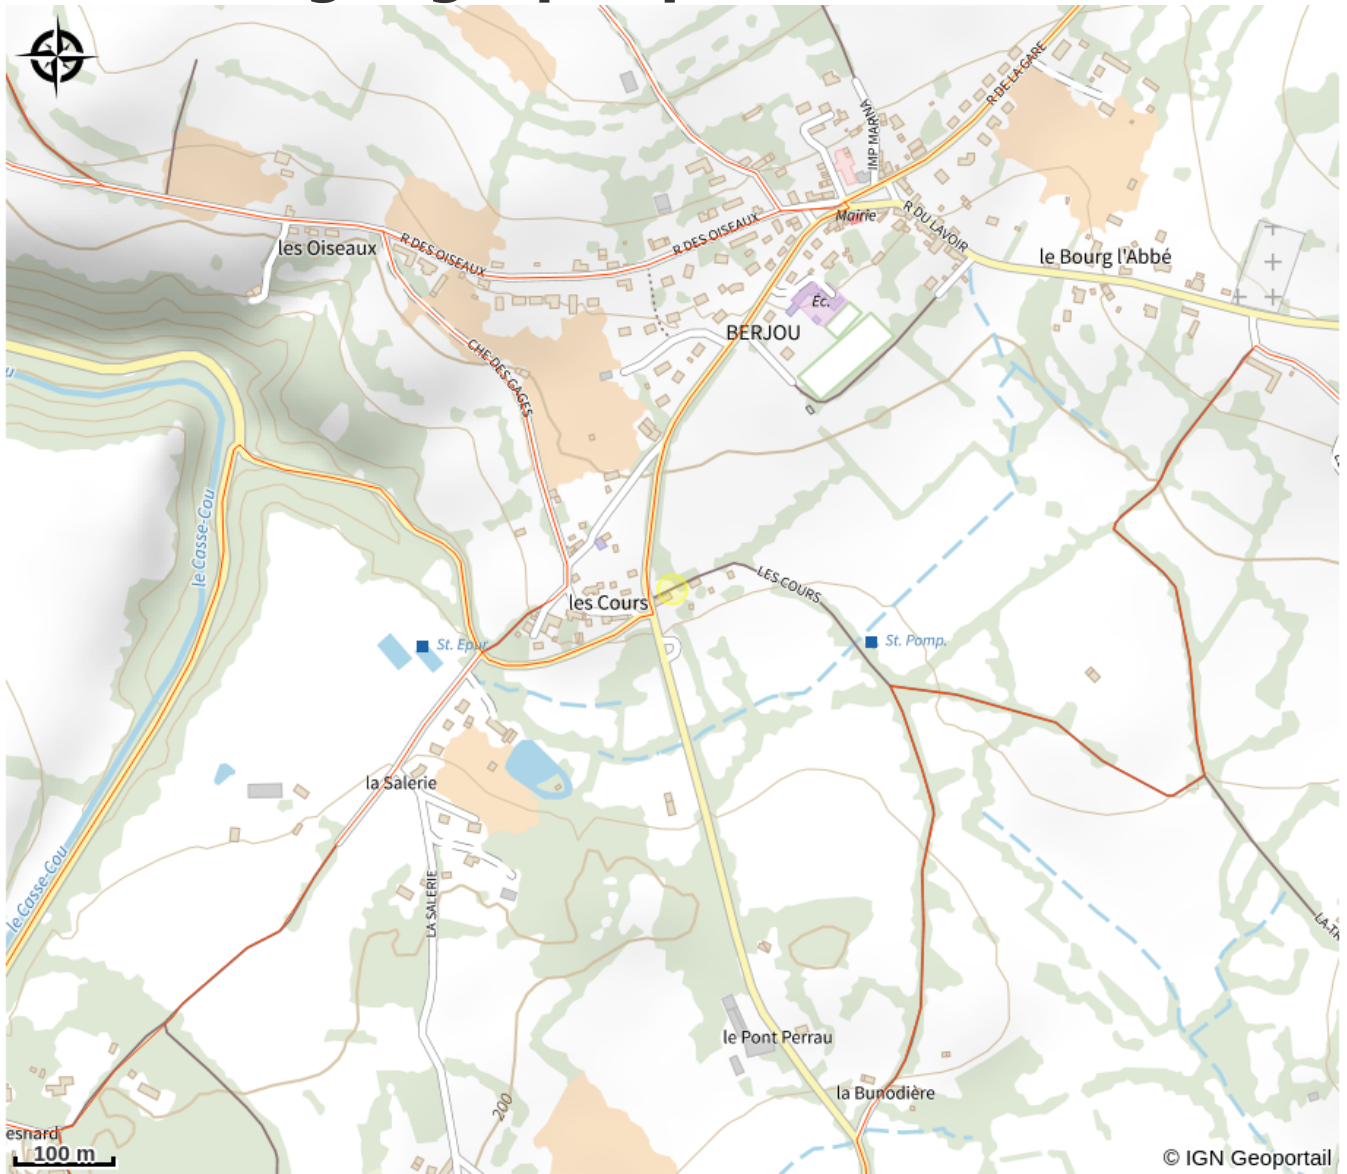 R DE LA GARE
IMP MARINA
Mairie
R DU LAVOIR
R DES OISEAUX
les Oiseaux
R DES OISEAUX
le Bourg l'Abbé
Éc.
BERJOU
CHE DES GAGES
le Casse-Cou
LES COURS
les Cours
St. Epur.
St. Pomp.
la Salerie
le Casse-Cou
LA SALERIE
le Pont Perrau
la Bunodière
200
esnard
100 m
© IGN Geoportail